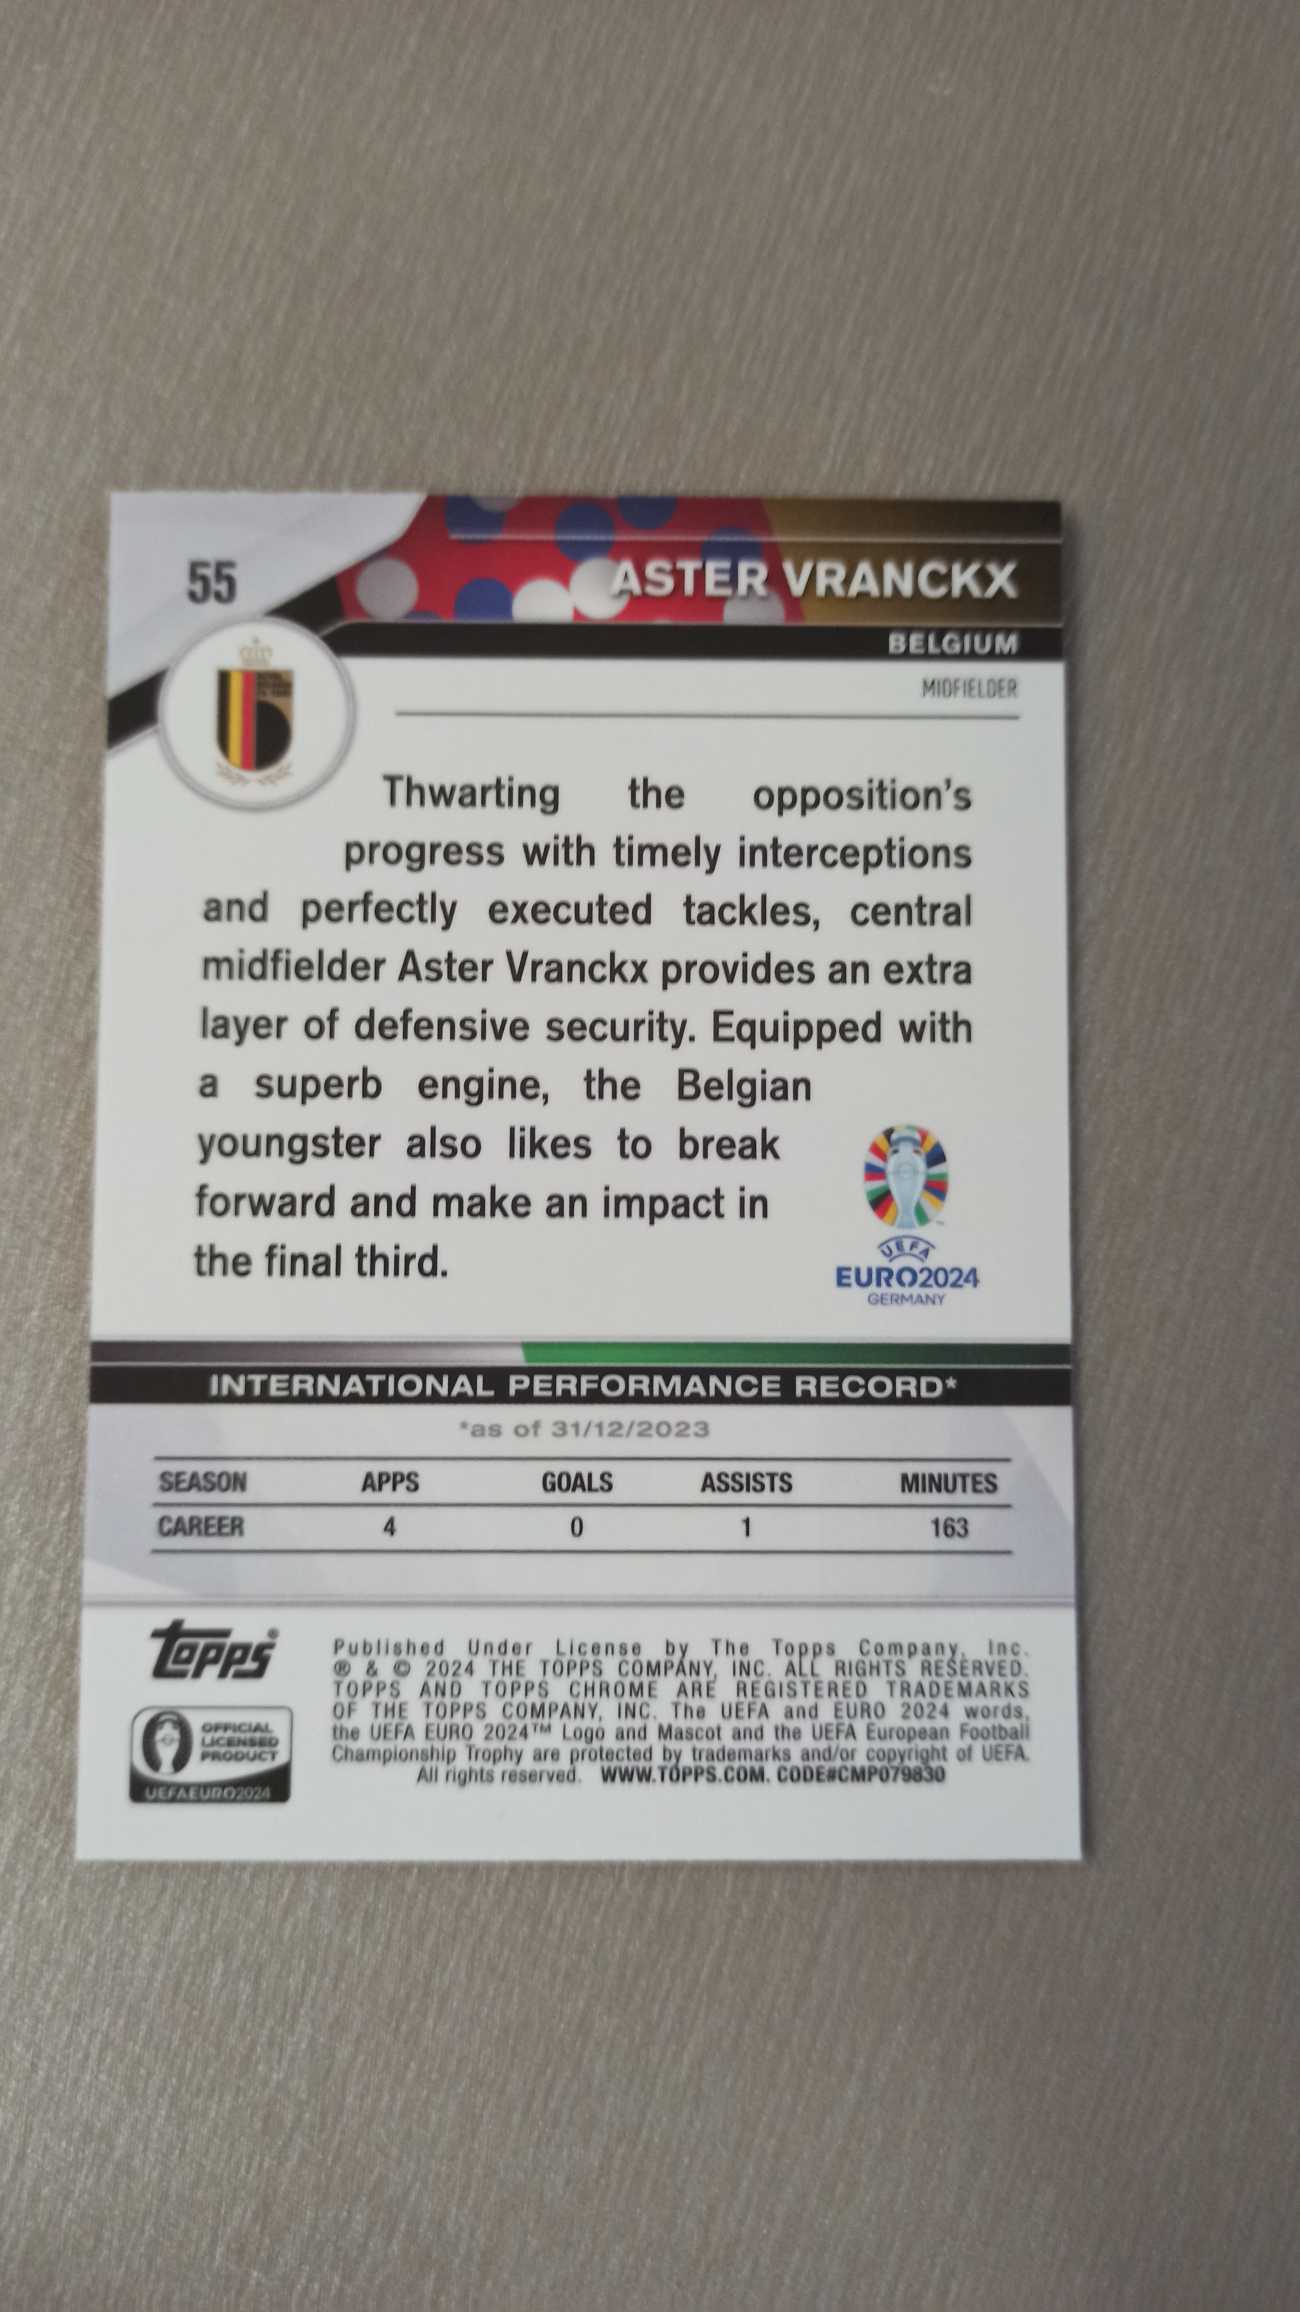 55
ASTER VRANCKX
BELGIUM
MIDFIELDER
Thwarting the opposition's
progress with timely interceptions
and perfectly executed tackles, central
midfielder Aster Vranckx provides an extra
layer of defensive security. Equipped with
a superb engine, the Belgian
youngster also likes to break
forward and make an impact in
the final third.
UEFA
EURO2024
GERMANY
INTERNATIONAL PERFORMANCE RECORD*
*as of 31/12/2023
SEASON APPS GOALS ASSISTS MINUTES
CAREER 4 0 1 163
topps®
OFFICIAL
LICENSED
PRODUCT
UEFAEURO2024
Published Under License by The Topps Company, Inc.
® & © 2024 THE TOPPS COMPANY, INC. ALL RIGHTS RESERVED.
TOPPS AND TOPPS CHROME ARE REGISTERED TRADEMARKS
OF THE TOPPS COMPANY, INC. The UEFA and EURO 2024 words,
the UEFA EURO 2024™ Logo and Mascot and the UEFA European Football
Championship Trophy are protected by trademarks and/or copyright of UEFA.
All rights reserved. WWW.TOPPS.COM. CODE#CMP079830